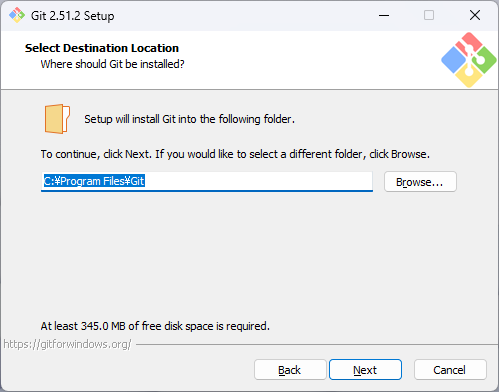 Git 2.51.2 Setup
Select Destination Location
Where should Git be installed?
Setup will install Git into the following folder.
To continue, click Next. If you would like to select a different folder, click Browse.
C:¥Program Files¥Git
Browse...
At least 345.0 MB of free disk space is required.
https://gitforwindows.org/
Back
Next
Cancel